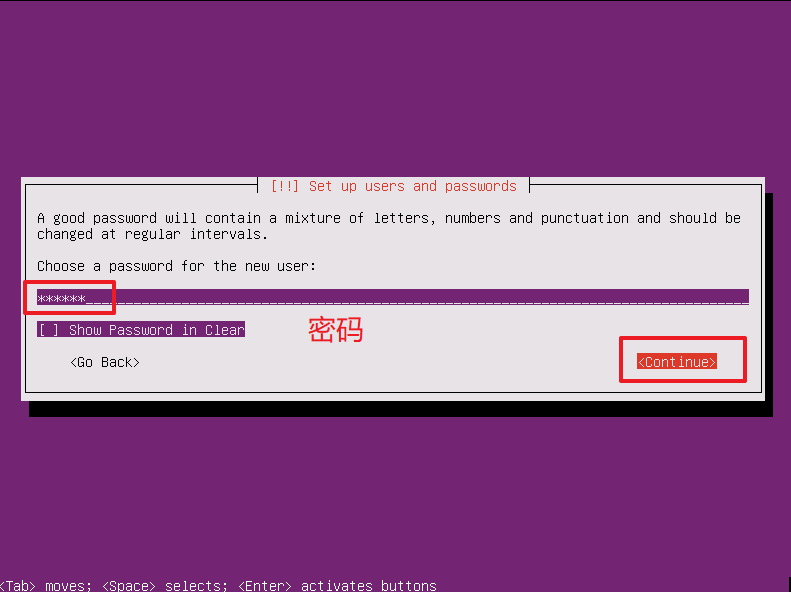 [!!] Set up users and passwords
A good password will contain a mixture of letters, numbers and punctuation and should be
changed at regular intervals.
Choose a password for the new user:
******
[ ] Show Password in Clear
密码
<Go Back>
<Continue>
<Tab> moves; <Space> selects; <Enter> activates buttons